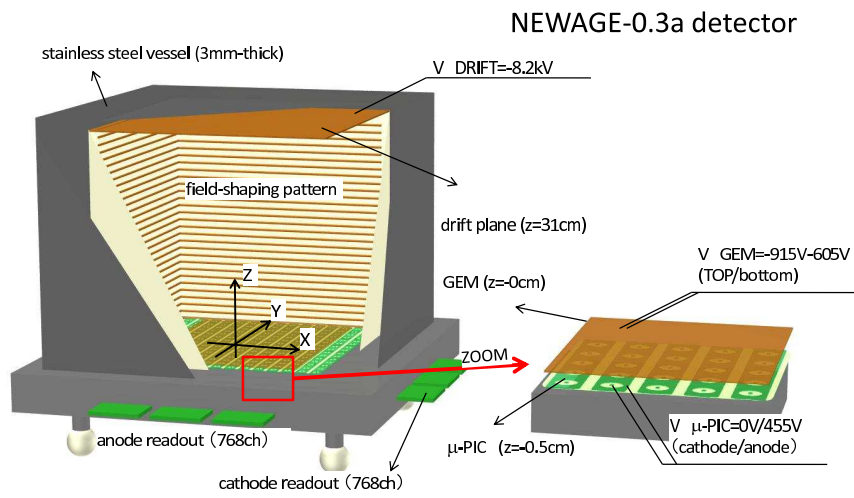 NEWAGE-0.3a detector
stainless steel vessel (3mm-thick)
V DRIFT=-8.2kV
field-shaping pattern
drift plane (z=31cm)
V GEM=-915V-605V
(TOP/bottom)
GEM (z=-0cm)
Z
Y
X
ZOOM
V μ-PIC=0V/455V
(cathode/anode)
μ-PIC (z=-0.5cm)
anode readout (768ch)
cathode readout (768ch)